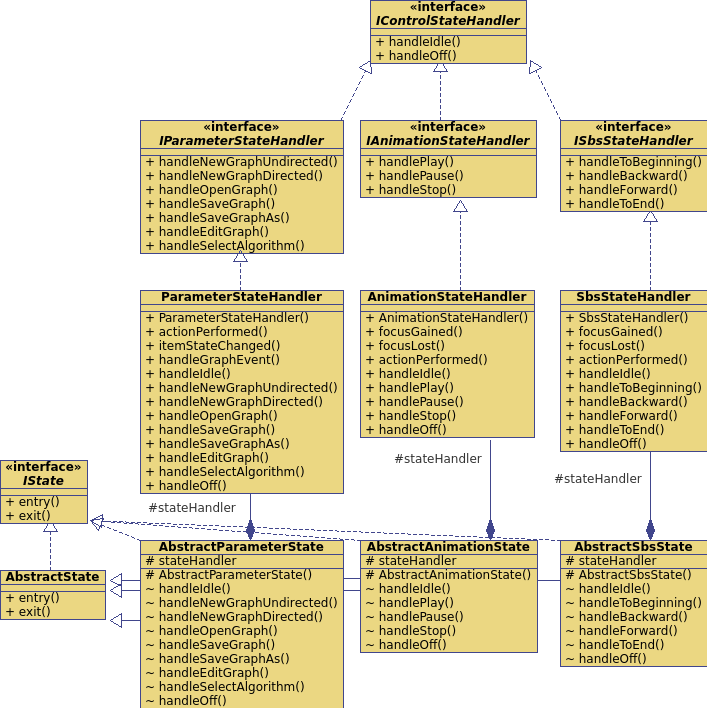 «interface»
IControlStateHandler
+ handleIdle()
+ handleOff()
«interface»
IParameterStateHandler
+ handleNewGraphUndirected()
+ handleNewGraphDirected()
+ handleOpenGraph()
+ handleSaveGraph()
+ handleSaveGraphAs()
+ handleEditGraph()
+ handleSelectAlgorithm()
«interface»
IAnimationStateHandler
+ handlePlay()
+ handlePause()
+ handleStop()
«interface»
ISbsStateHandler
+ handleToBeginning()
+ handleBackward()
+ handleForward()
+ handleToEnd()
ParameterStateHandler
+ ParameterStateHandler()
+ actionPerformed()
+ itemStateChanged()
+ handleGraphEvent()
+ handleIdle()
+ handleNewGraphUndirected()
+ handleNewGraphDirected()
+ handleOpenGraph()
+ handleSaveGraph()
+ handleSaveGraphAs()
+ handleEditGraph()
+ handleSelectAlgorithm()
+ handleOff()
AnimationStateHandler
+ AnimationStateHandler()
+ focusGained()
+ focusLost()
+ actionPerformed()
+ handleIdle()
+ handlePlay()
+ handlePause()
+ handleStop()
+ handleOff()
SbsStateHandler
+ SbsStateHandler()
+ focusGained()
+ focusLost()
+ actionPerformed()
+ handleIdle()
+ handleToBeginning()
+ handleBackward()
+ handleForward()
+ handleToEnd()
+ handleOff()
«interface»
IState
+ entry()
+ exit()
#stateHandler
#stateHandler
#stateHandler
AbstractState
+ entry()
+ exit()
AbstractParameterState
# stateHandler
# AbstractParameterState()
~ handleIdle()
~ handleNewGraphUndirected()
~ handleNewGraphDirected()
~ handleOpenGraph()
~ handleSaveGraph()
~ handleSaveGraphAs()
~ handleEditGraph()
~ handleSelectAlgorithm()
~ handleOff()
AbstractAnimationState
# stateHandler
# AbstractAnimationState()
~ handleIdle()
~ handlePlay()
~ handlePause()
~ handleStop()
~ handleOff()
AbstractSbsState
# stateHandler
# AbstractSbsState()
~ handleIdle()
~ handleToBeginning()
~ handleBackward()
~ handleForward()
~ handleToEnd()
~ handleOff()